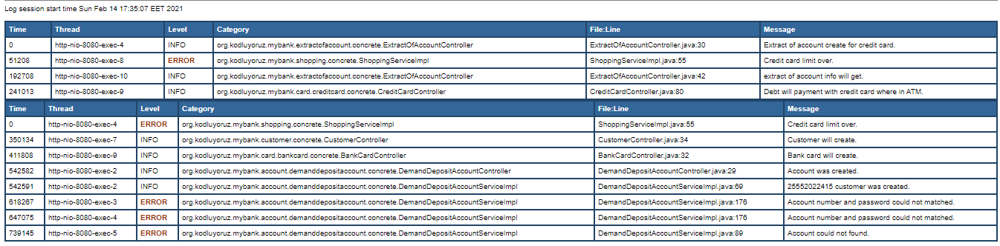 Log session start time Sun Feb 14 17:35:07 EET 2021
Time Thread Level Category File:Line Message
0 http-nio-8080-exec-4 INFO org.kodluyoruz.mybank.extractofaccount.concrete.ExtractOfAccountController ExtractOfAccountController.java:30 Extract of account create for credit card.
51208 http-nio-8080-exec-8 ERROR org.kodluyoruz.mybank.shopping.concrete.ShoppingServiceImpl ShoppingServiceImpl.java:55 Credit card limit over.
192708 http-nio-8080-exec-10 INFO org.kodluyoruz.mybank.extractofaccount.concrete.ExtractOfAccountController ExtractOfAccountController.java:42 extract of account info will get.
241013 http-nio-8080-exec-9 INFO org.kodluyoruz.mybank.card.creditcard.concrete.CreditCardController CreditCardController.java:80 Debt will payment with credit card where in ATM.
Time Thread Level Category File:Line Message
0 http-nio-8080-exec-4 ERROR org.kodluyoruz.mybank.shopping.concrete.ShoppingServiceImpl ShoppingServiceImpl.java:55 Credit card limit over.
350134 http-nio-8080-exec-7 INFO org.kodluyoruz.mybank.customer.concrete.CustomerController CustomerController.java:34 Customer will create.
411808 http-nio-8080-exec-9 INFO org.kodluyoruz.mybank.card.bankcard.concrete.BankCardController BankCardController.java:32 Bank card will create.
542582 http-nio-8080-exec-2 INFO org.kodluyoruz.mybank.account.demanddepositaccount.concrete.DemandDepositAccountController DemandDepositAccountController.java:29 Account was created.
542591 http-nio-8080-exec-2 INFO org.kodluyoruz.mybank.account.demanddepositaccount.concrete.DemandDepositAccountServiceImpl DemandDepositAccountServiceImpl.java:69 25552022415 customer was created.
618267 http-nio-8080-exec-3 ERROR org.kodluyoruz.mybank.account.demanddepositaccount.concrete.DemandDepositAccountServiceImpl DemandDepositAccountServiceImpl.java:176 Account number and password could not matched.
647075 http-nio-8080-exec-4 ERROR org.kodluyoruz.mybank.account.demanddepositaccount.concrete.DemandDepositAccountServiceImpl DemandDepositAccountServiceImpl.java:176 Account number and password could not matched.
739145 http-nio-8080-exec-5 ERROR org.kodluyoruz.mybank.account.demanddepositaccount.concrete.DemandDepositAccountServiceImpl DemandDepositAccountServiceImpl.java:89 Account could not found.